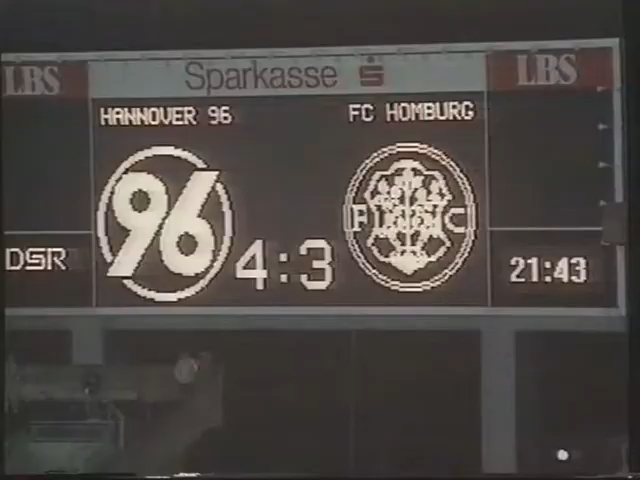 LBS
Sparkasse
LBS
HANNOVER 96
FC HOMBURG
96
F C
DSR
4:3
21:43